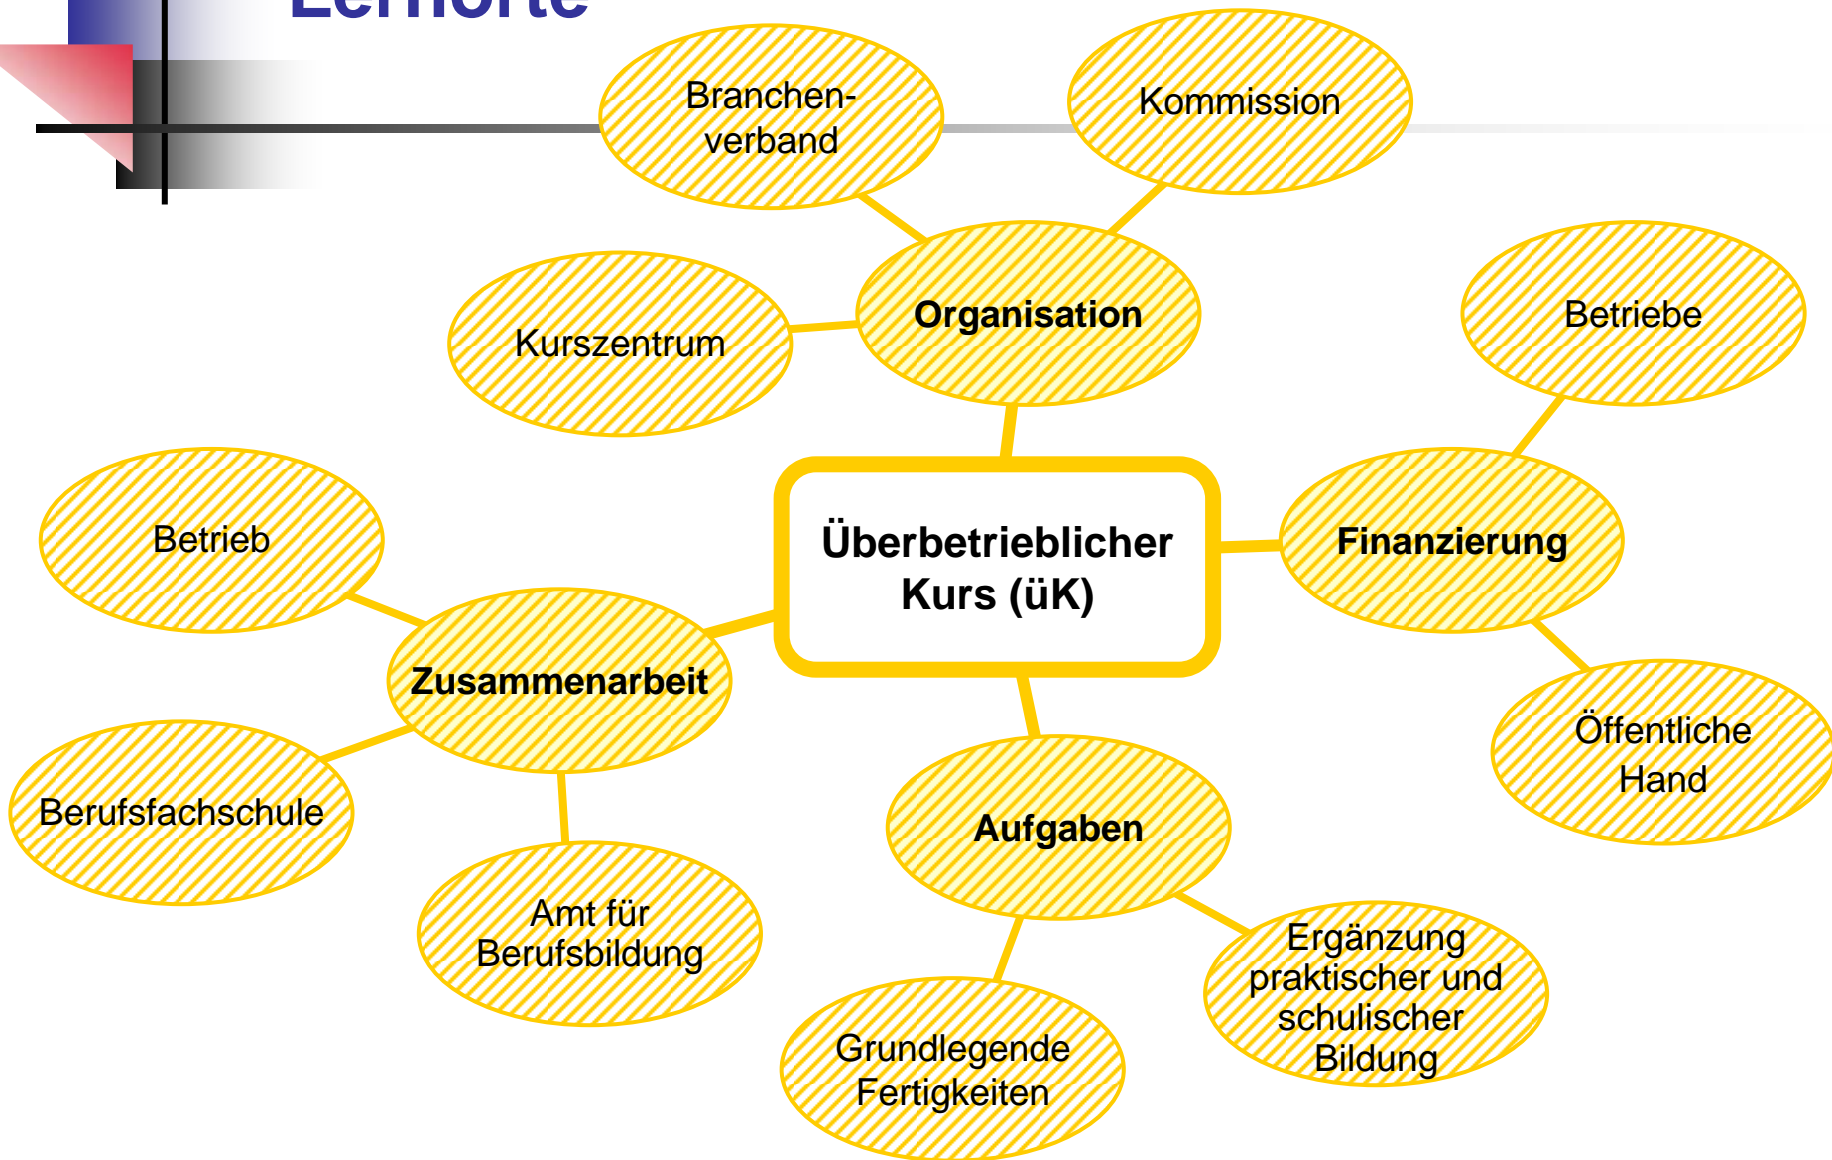 Lernorte
Branchen-
verband
Kommission
Organisation
Kurszentrum
Betriebe
Überbetrieblicher
Kurs (üK)
Finanzierung
Betrieb
Zusammenarbeit
Öffentliche
Hand
Berufsfachschule
Aufgaben
Amt für
Berufsbildung
Ergänzung
praktischer und
schulischer
Bildung
Grundlegende
Fertigkeiten